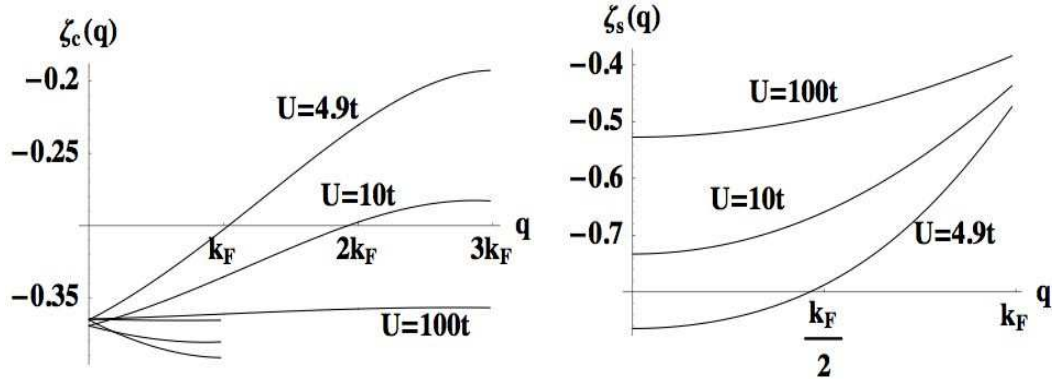 ζc(q)
−0.2
U=4.9t
−0.25
U=10t
q
kF
2kF
3kF
−0.35
U=100t
ζs(q)
−0.4
U=100t
−0.5
−0.6
U=10t
−0.7
U=4.9t
q
kF
2
kF